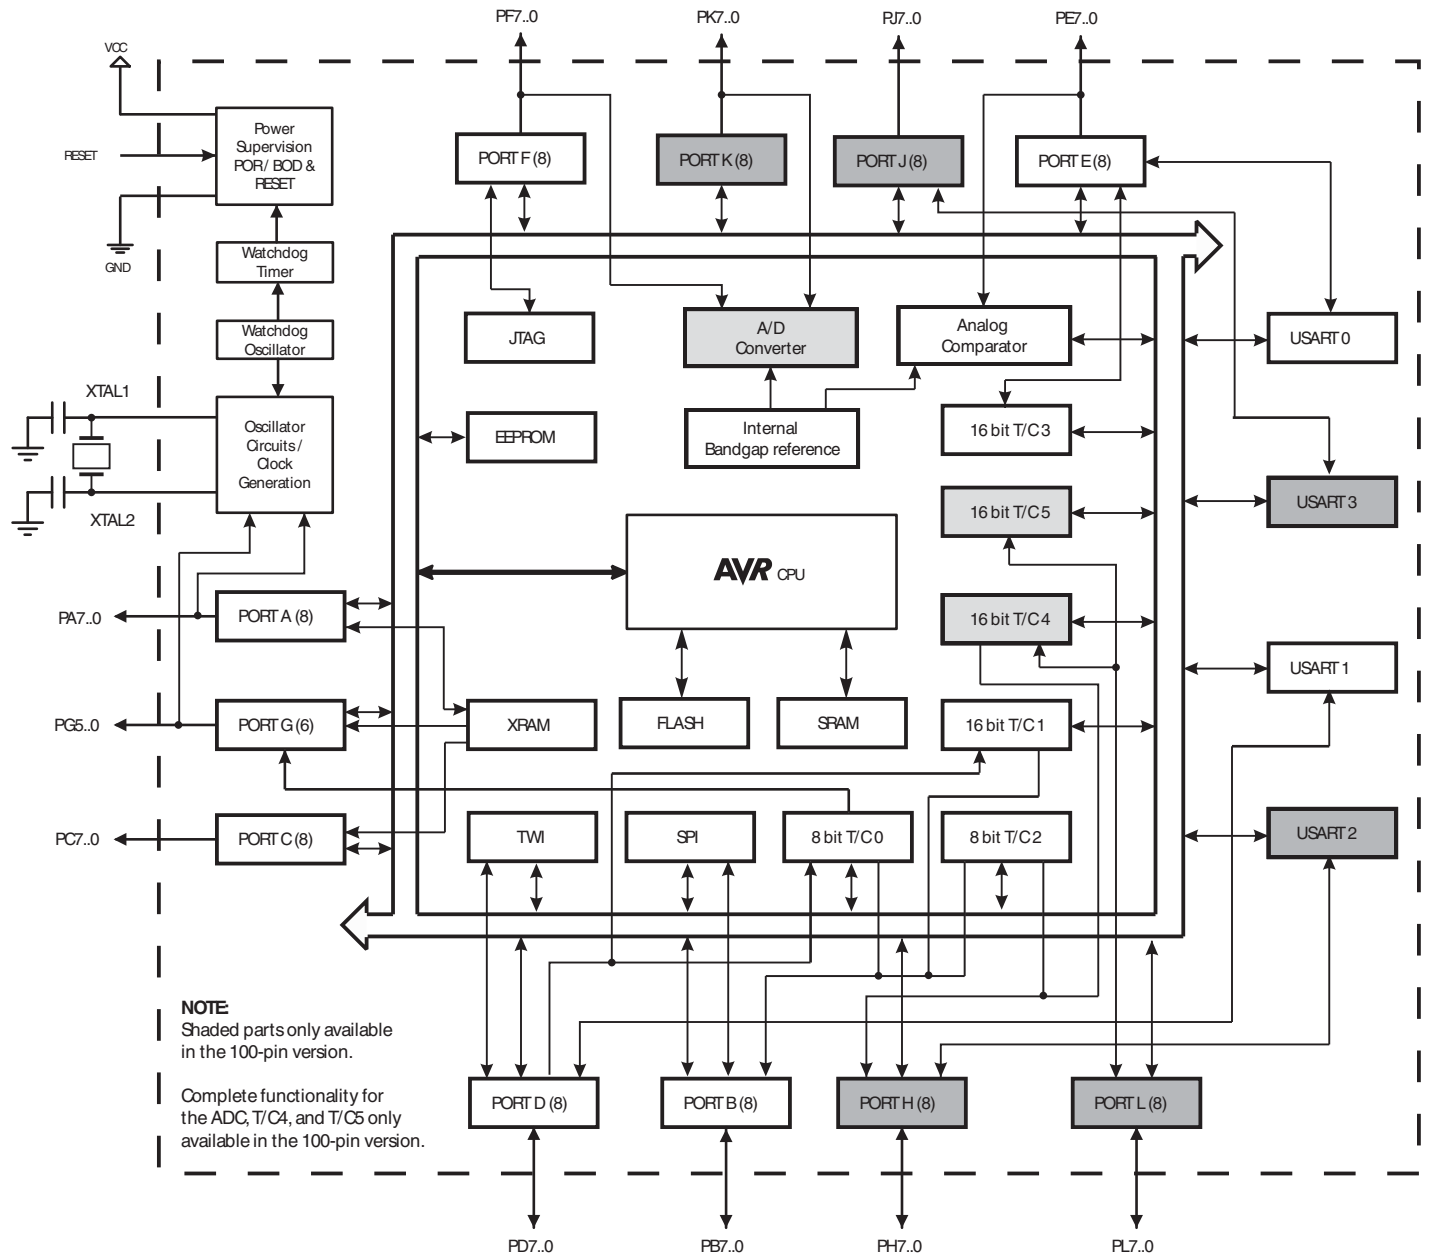 PF7..0
PK7..0
PJ7..0
PE7..0
VCC
RESET
GND
Power
Supervision
POR / BOD &
RESET
Watchdog
Timer
Watchdog
Oscillator
XTAL1
XTAL2
Oscillator
Circuits /
Clock
Generation
PORT F (8)
PORT K (8)
PORT J (8)
PORT E (8)
JTAG
A/D
Converter
Analog
Comparator
USART 0
EEPROM
Internal
Bandgap reference
16 bit T/C 3
16 bit T/C 5
USART 3
AVR CPU
PA7..0
PORT A (8)
16 bit T/C 4
USART 1
PG5..0
PORT G (6)
XRAM
FLASH
SRAM
16 bit T/C 1
PC7..0
PORT C (8)
TWI
SPI
8 bit T/C 0
8 bit T/C 2
USART 2
NOTE:
Shaded parts only available
in the 100-pin version.
Complete functionality for
the ADC, T/C4, and T/C5 only
available in the 100-pin version.
PORT D (8)
PORT B (8)
PORT H (8)
PORT L (8)
PD7..0
PB7..0
PH7..0
PL7..0